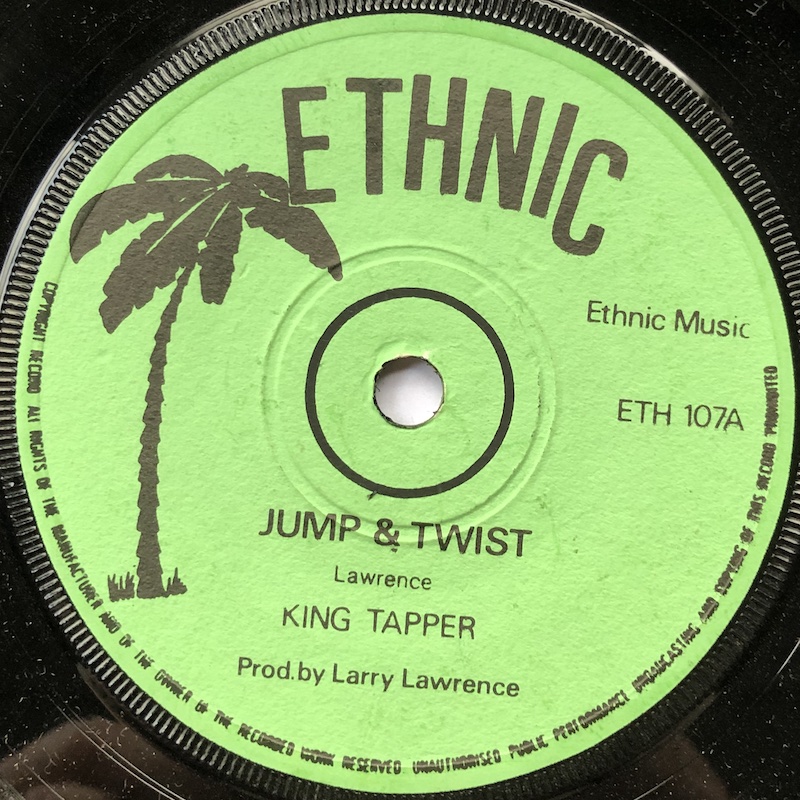 ETHNIC
Ethnic Music
ETH 107A
JUMP & TWIST
Lawrence
KING TAPPER
Prod.by Larry Lawrence
COPYRIGHT RECORD ALL RIGHTS OF THE MANUFACTURER AND OF THE OWNER OF THE RECORDED WORK RESERVED UNAUTHORISED PUBLIC PERFORMANCE BROADCASTING AND COPYING OF THIS RECORD PROHIBITED